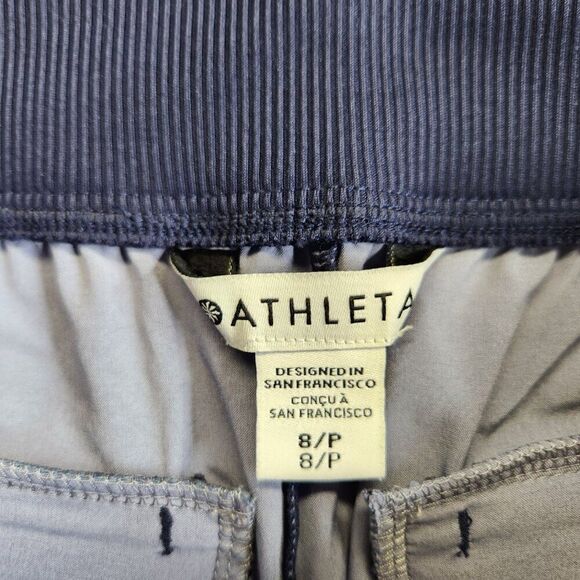 ATHLETA
DESIGNED IN
SAN FRANCISCO
CONÇU À
SAN FRANCISCO
8/P
8/P